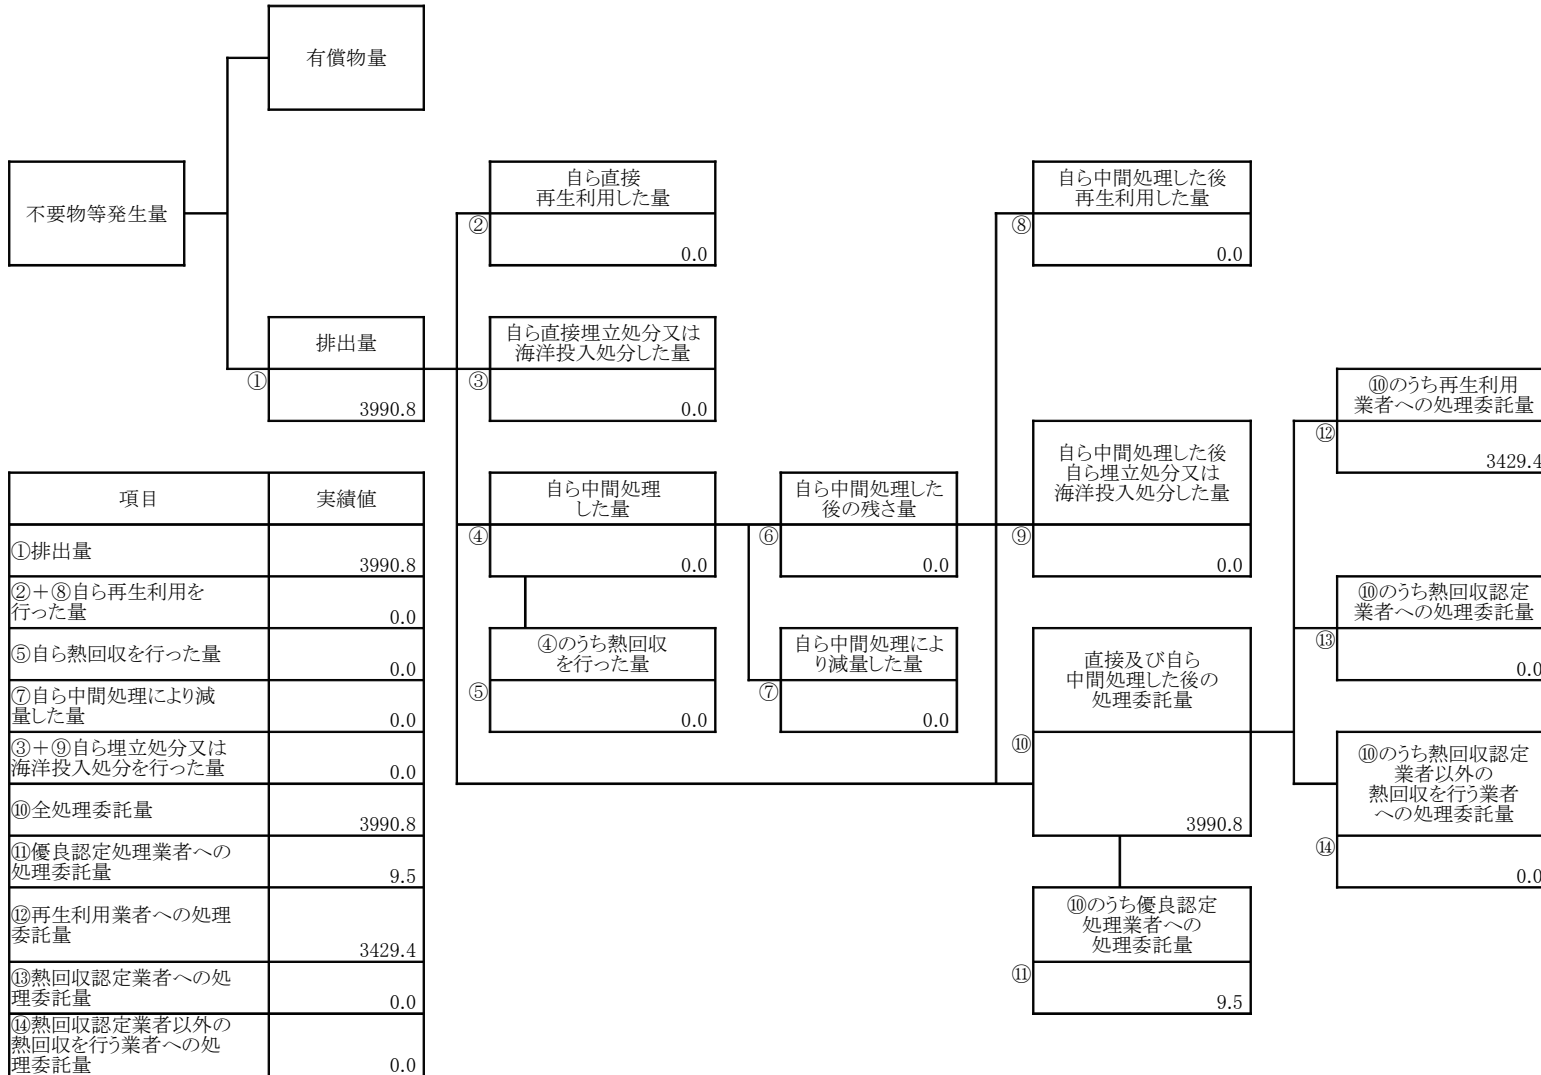 有償物量
不要物等発生量
自ら直接
再生利用した量
②
0.0
自ら中間処理した後
再生利用した量
⑧
0.0
排出量
①
3990.8
自ら直接埋立処分又は
海洋投入処分した量
③
0.0
⑩のうち再生利用
業者への処理委託量
⑫
3429.4
自ら中間処理
した量
④
0.0
自ら中間処理した
後の残さ量
⑥
0.0
自ら中間処理した後
自ら埋立処分又は
海洋投入処分した量
⑨
0.0
⑩のうち熱回収認定
業者への処理委託量
⑬
0.0
④のうち熱回収
を行った量
⑤
0.0
自ら中間処理によ
り減量した量
⑦
0.0
直接及び自ら
中間処理した後の
処理委託量
⑩
3990.8
⑩のうち熱回収認定
業者以外の
熱回収を行う業者
への処理委託量
⑭
0.0
⑩のうち優良認定
処理業者への
処理委託量
⑪
9.5
項目 実績値
①排出量
3990.8
②+⑧自ら再生利用を
行った量
0.0
⑤自ら熱回収を行った量
0.0
⑦自ら中間処理により減
量した量
0.0
③+⑨自ら埋立処分又は
海洋投入処分を行った量
0.0
⑩全処理委託量
3990.8
⑪優良認定処理業者への
処理委託量
9.5
⑫再生利用業者への処理
委託量
3429.4
⑬熱回収認定業者への処
理委託量
0.0
⑭熱回収認定業者以外の
熱回収を行う業者への処
理委託量
0.0